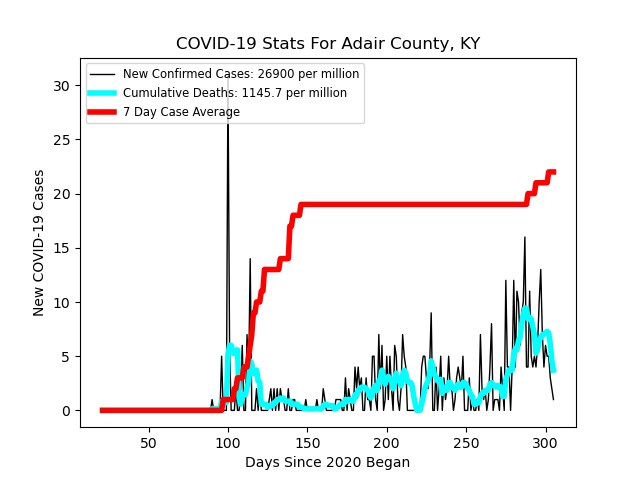 COVID-19 Stats For Adair County, KY
New Confirmed Cases: 26900 per million
Cumulative Deaths: 1145.7 per million
7 Day Case Average
New COVID-19 Cases
30
25
20
15
10
5
0
50 100 150 200 250 300
Days Since 2020 Began